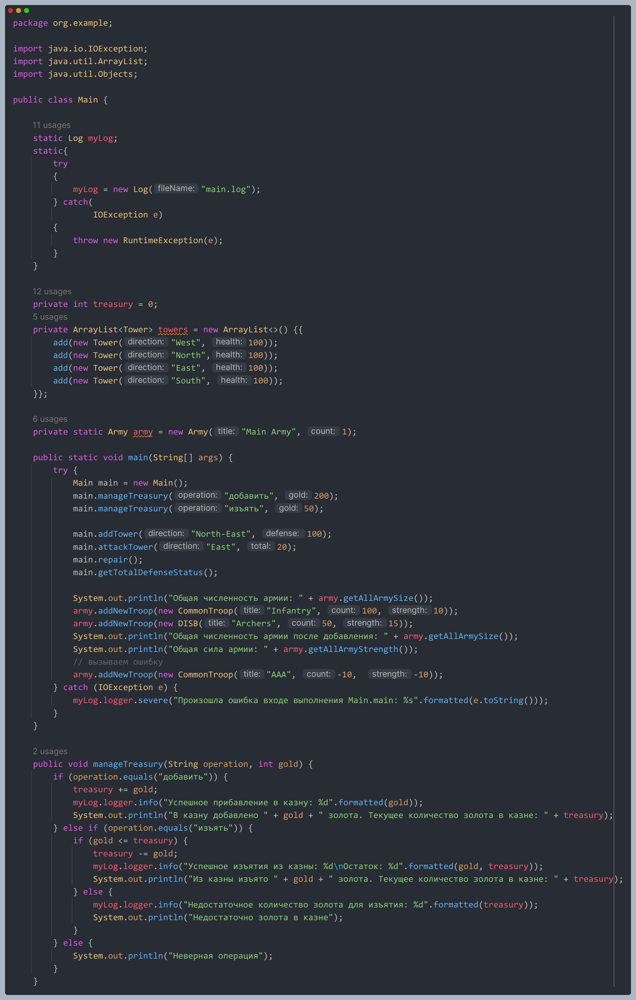 package org.example;
import java.io.IOException;
import java.util.ArrayList;
import java.util.Objects;
public class Main {
11 usages
static Log myLog;
static{
try
{
myLog = new Log( fileName: "main.log");
} catch(
IOException e)
{
throw new RuntimeException(e);
}
}
12 usages
private int treasury = 0;
5 usages
private ArrayList<Tower> towers = new ArrayList<>() {{
add(new Tower( direction: "West", health: 100));
add(new Tower( direction: "North", health: 100));
add(new Tower( direction: "East", health: 100));
add(new Tower( direction: "South", health: 100));
}};
6 usages
private static Army army = new Army( title: "Main Army", count: 1);
public static void main(String[] args) {
try {
Main main = new Main();
main.manageTreasury( operation: "добавить", gold: 200);
main.manageTreasury( operation: "изъять", gold: 50);
main.addTower( direction: "North-East", defense: 100);
main.attackTower( direction: "East", total: 20);
main.repair();
main.getTotalDefenseStatus();
System.out.println("Общая численность армии: " + army.getAllArmySize());
army.addNewTroop(new CommonTroop( title: "Infantry", count: 100, strength: 10));
army.addNewTroop(new DISB( title: "Archers", count: 50, strength: 15));
System.out.println("Общая численность армии после добавления: " + army.getAllArmySize());
System.out.println("Общая сила армии: " + army.getAllArmyStrength());
// вызываем ошибку
army.addNewTroop(new CommonTroop( title: "AAA", count: -10, strength: -10));
} catch (IOException e) {
myLog.logger.severe("Произошла ошибка входе выполнения Main.main: %s".formatted(e.toString()));
}
}
2 usages
public void manageTreasury(String operation, int gold) {
if (operation.equals("добавить")) {
treasury += gold;
myLog.logger.info("Успешное прибавление в казну: %d".formatted(gold));
System.out.println("В казну добавлено " + gold + " золота. Текущее количество золота в казне: " + treasury);
} else if (operation.equals("изъять")) {
if (gold <= treasury) {
treasury -= gold;
myLog.logger.info("Успешное изъятия из казны: %d\nОстаток: %d".formatted(gold, treasury));
System.out.println("Из казны изъято " + gold + " золота. Текущее количество золота в казне: " + treasury);
} else {
myLog.logger.info("Недостаточное количество золота для изъятия: %d".formatted(treasury));
System.out.println("Недостаточно золота в казне");
}
} else {
System.out.println("Неверная операция");
}
}